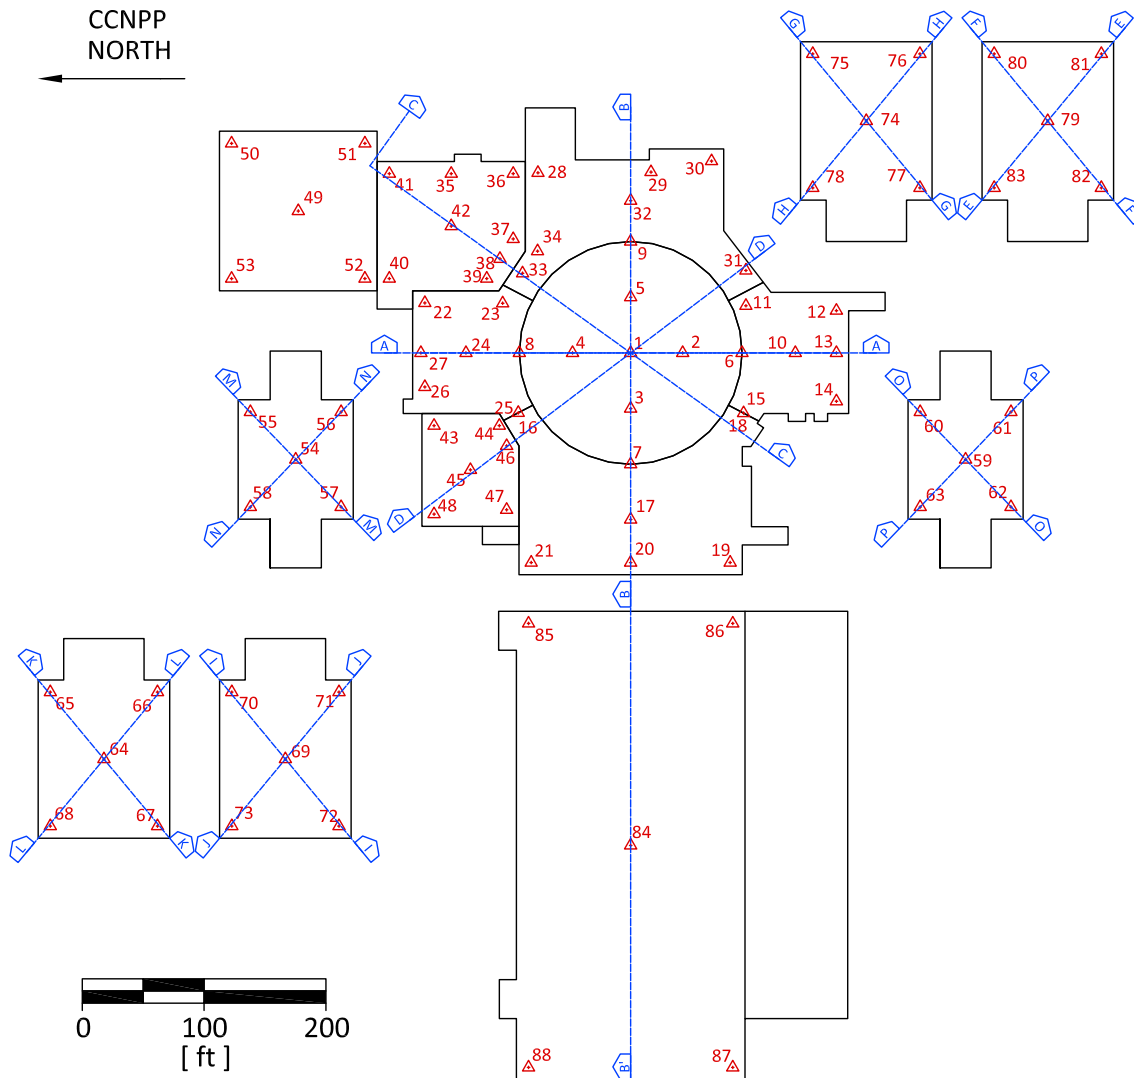 CCNPP
NORTH
G H F E
75 76 80 81
74 79
78 77 83 82
H G E F
B
C
50 51
41 35 36 28 29 30
49 42 32
37 34 9 D
53 52 40 38 39 33 31
22 23 5 11 12
A 27 24 8 4 1 2 6 10 13 A
26 3 14
M N O P
55 56 25 16 15 18 60 61
43 44
54 46 7 C 59
45
58 57 48 47 17 63 62
N M D P O
21 20 19
B
85 86
K L I J
65 66 70 71
64 69
68 67 73 72
L K J I
84
0 100 200
[ ft ]
88 87
B'